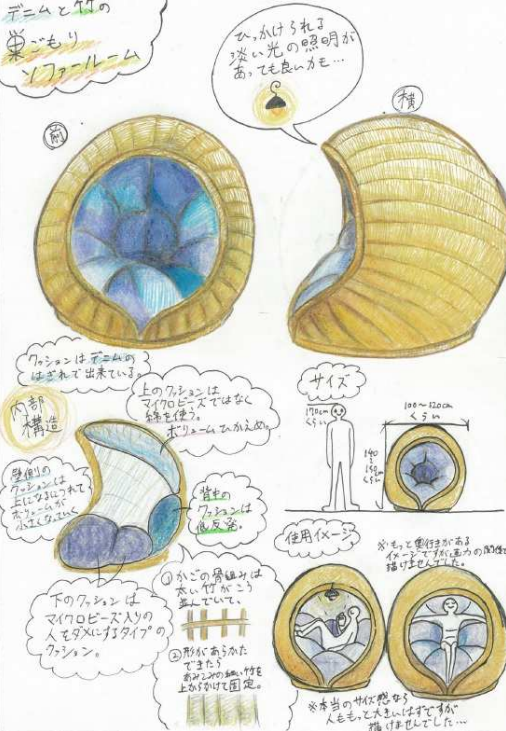 デニムと竹の
巣ごもり
ソファールーム
ひっかけられる
淡い光の照明が
あっても良いかも…
前
横
クッションはデニムの
はぎれで出来ている。
内部
構造
上のクッションは
マイクロビーズではなく
綿を使う。
ボリュームひかえめ。
壁側の
クッションは
上になるにつれて
ボリュームが
小さくなっていく
背中の
クッションは
低反発。
下のクッションは
マイクロビーズ入りの
人をダメにするタイプの
クッション。
①かごの骨組みは
太い竹がこう
並んでいて、
②形があらかた
できたら
あみこみの細い竹を
上からかけて固定。
サイズ
170cm
くらい
100～120cm
くらい
140
～
150cm
くらい
使用イメージ
※もっと奥行きがある
イメージですが画力の関係で
描けませんでした。
※本当のサイズ感なら
人ももっと大きいはずですが
描けませんでした…